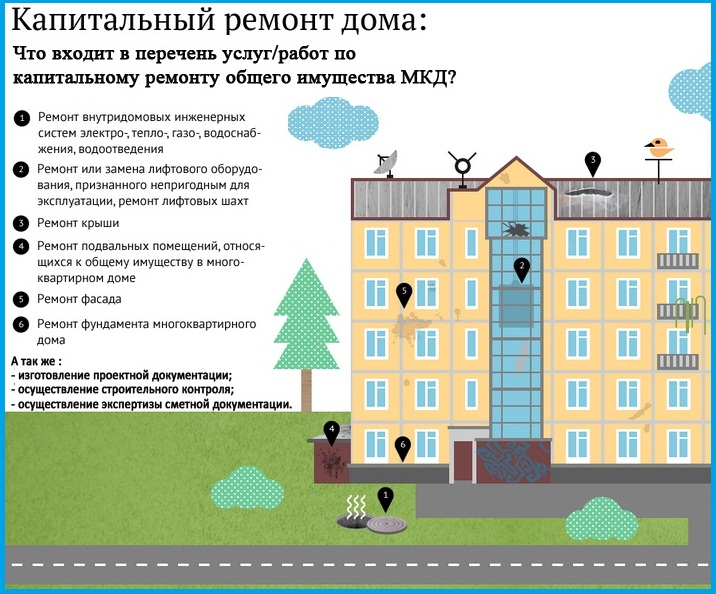 Капитальный ремонт дома:
Что входит в перечень услуг/работ по
капитальному ремонту общего имущества МКД?
1 Ремонт внутридомовых инженерных
систем электро-, тепло-, газо-, водоснаб-
жения, водоотведения
2 Ремонт или замена лифтового оборудо-
вания, признанного непригодным для
эксплуатации, ремонт лифтовых шахт
3 Ремонт крыши
4 Ремонт подвальных помещений, относя-
щихся к общему имуществу в много-
квартирном доме
5 Ремонт фасада
6 Ремонт фундамента многоквартирного
дома
А так же :
- изготовление проектной документации;
- осуществление строительного контроля;
- осуществление экспертизы сметной документации.
3
2
5
4
6
1